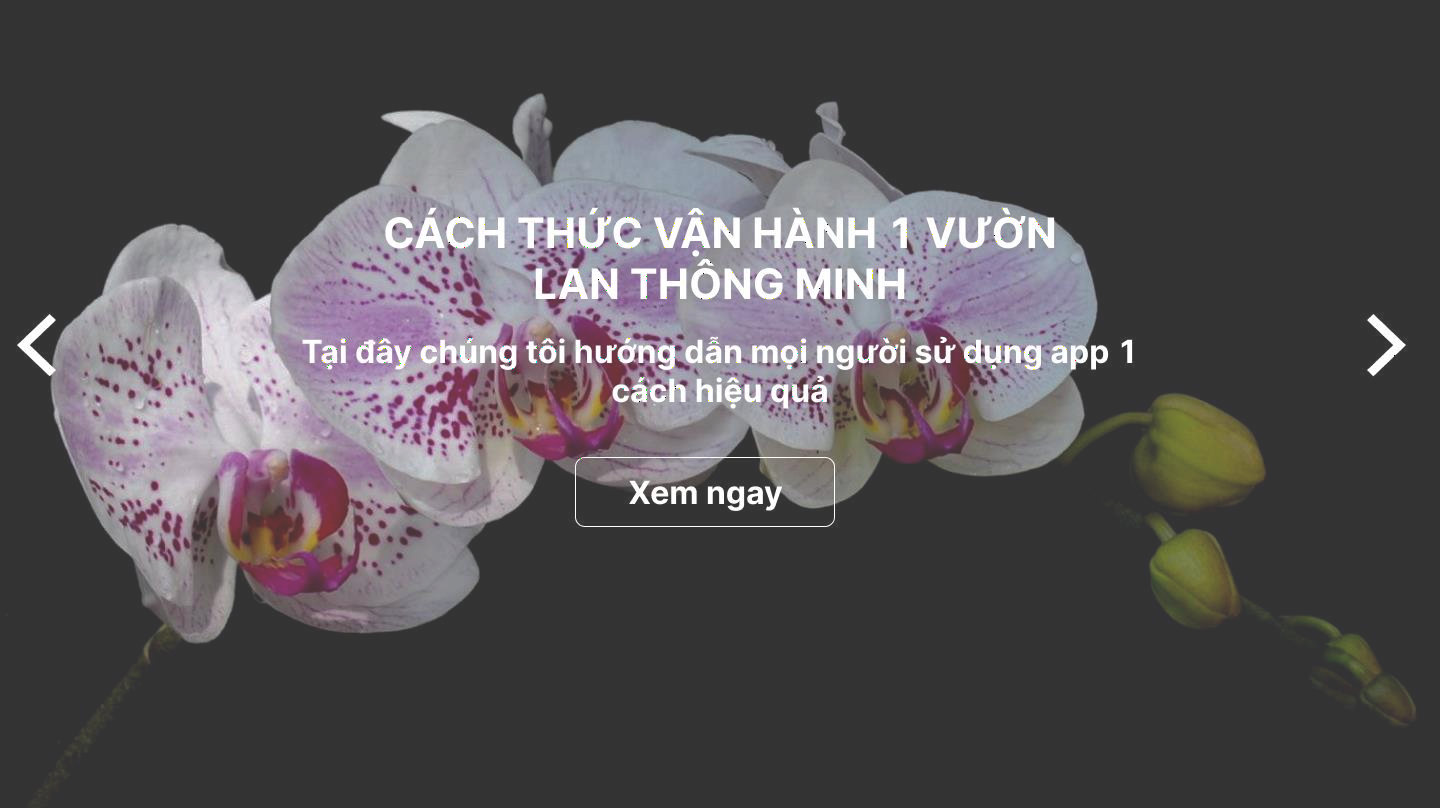 CÁCH THỨC VẬN HÀNH 1 VƯỜN
LAN THÔNG MINH
Tại đây chúng tôi hướng dẫn mọi người sử dụng app 1
cách hiệu quả
Xem ngay